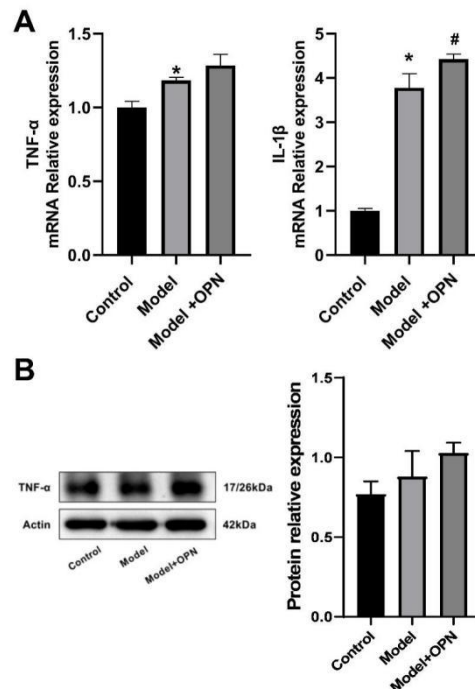 A
TNF-α
mRNA Relative expression
1.5
1.0
0.5
0.0
*
Control
Model
Model +OPN
IL-1β
mRNA Relative expression
5
4
3
2
1
0
*
#
Control
Model
Model +OPN
B
TNF-α
17/26kDa
Actin
42kDa
Control
Model
Model+OPN
Protein relative expression
1.5
1.0
0.5
0.0
Control
Model
Model+OPN